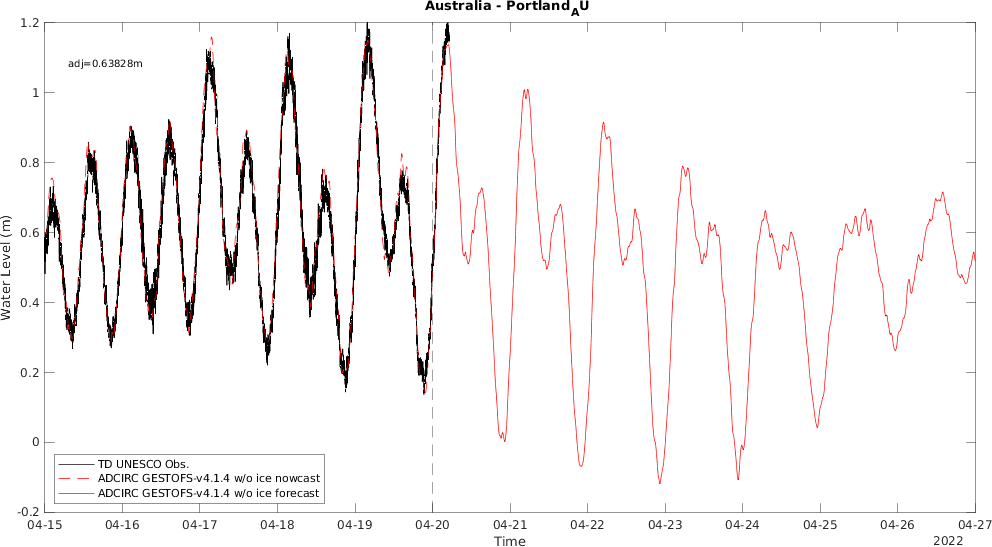 Australia - Portland_AU
1.2
adj=0.63828m
1
0.8
0.6
Water Level (m)
0.4
0.2
0
TD UNESCO Obs.
ADCIRC GESTOFS-v4.1.4 w/o ice nowcast
ADCIRC GESTOFS-v4.1.4 w/o ice forecast
-0.2
04-15 04-16 04-17 04-18 04-19 04-20 04-21 04-22 04-23 04-24 04-25 04-26 04-27
Time
2022